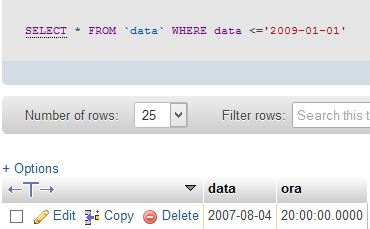 SELECT * FROM `data` WHERE data <='2009-01-01'
Number of rows: 25 Filter rows: Search this t
+ Options
←T→ data ora
Edit Copy Delete 2007-08-04 20:00:00.0000